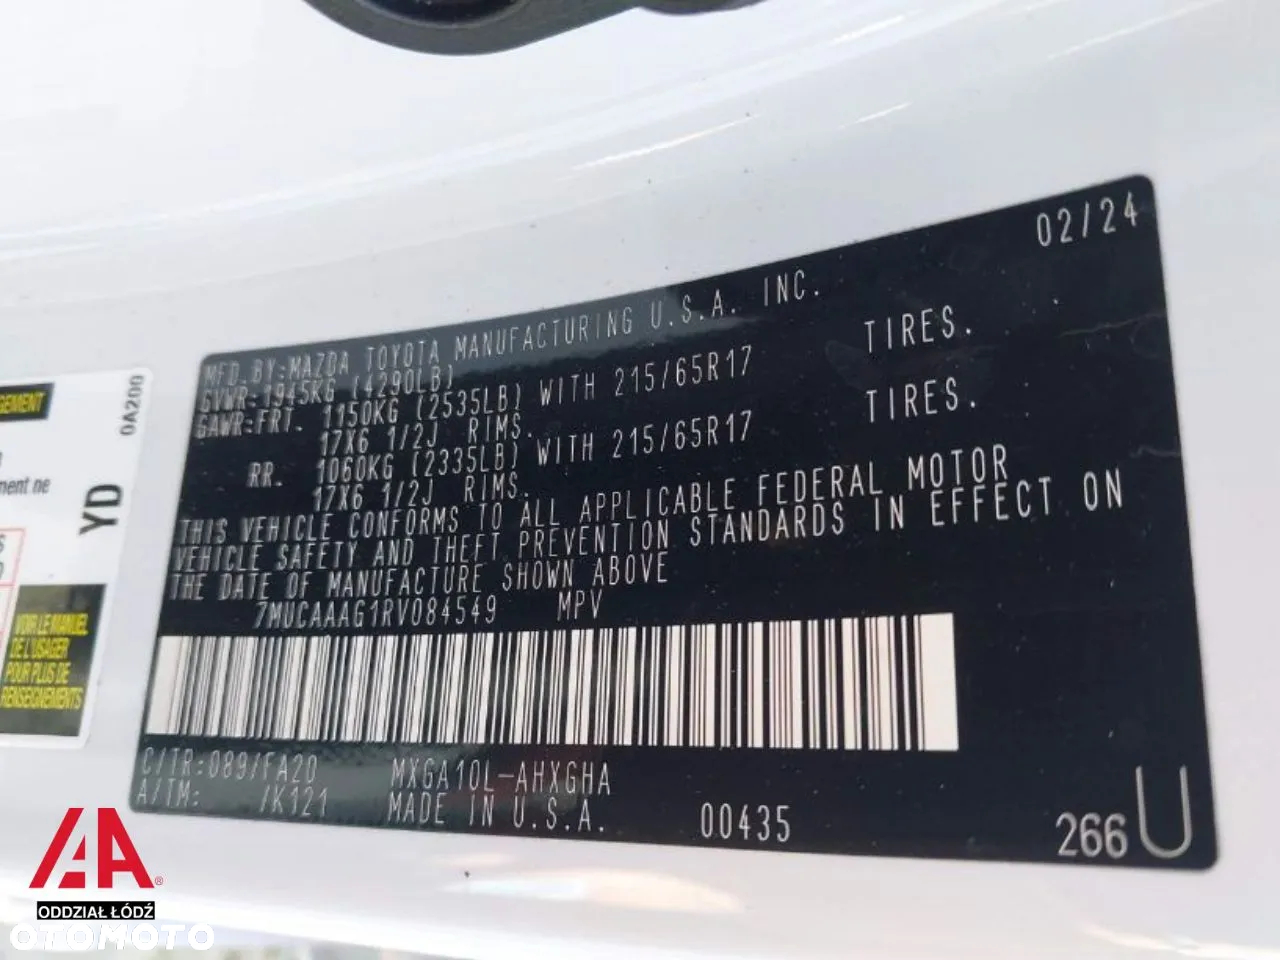 02/24
MFD.BY:MAZDA TOYOTA MANUFACTURING U.S.A. INC.
GVWR:1945KG (4290LB)
GAWR:FRT. 1150KG (2535LB) WITH 215/65R17 TIRES.
17X6 1/2J RIMS.
RR. 1060KG (2335LB) WITH 215/65R17 TIRES.
17X6 1/2J RIMS.
THIS VEHICLE CONFORMS TO ALL APPLICABLE FEDERAL MOTOR
VEHICLE SAFETY AND THEFT PREVENTION STANDARDS IN EFFECT ON
THE DATE OF MANUFACTURE SHOWN ABOVE
7MUCAAAG1RV084549 MPV
C/TR:089/FA20 MXGA10L-AHXGHA
A/TM: /K121 MADE IN U.S.A. 00435
266U
0A200
YD
ment ne
VOIR LE MANUEL
DE L'USAGER
POUR PLUS DE
RENSEIGNEMENTS
AA®
ODDZIAŁ ŁÓDŹ
OTOMOTO